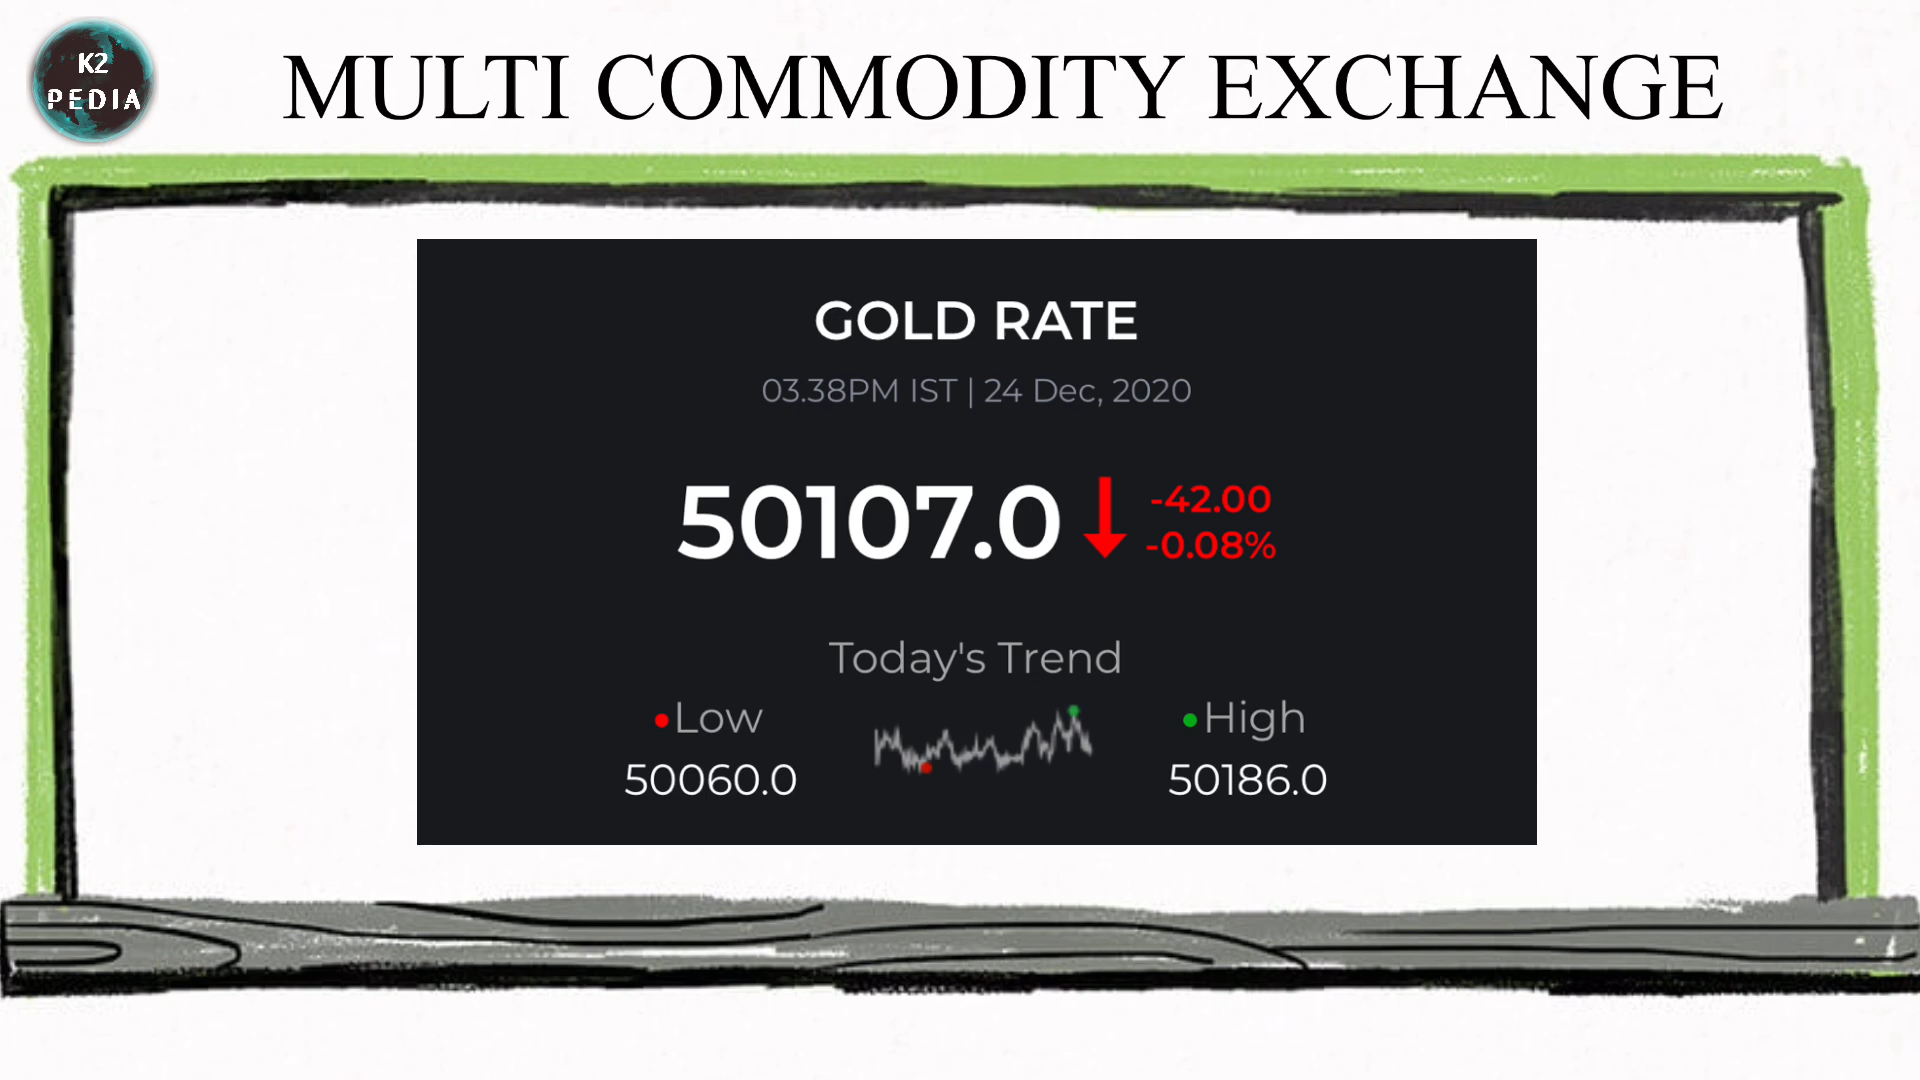 K2
PEDIA
MULTI COMMODITY EXCHANGE
GOLD RATE
03.38PM IST | 24 Dec, 2020
50107.0
-42.00
-0.08%
Today's Trend
Low
High
50060.0
50186.0